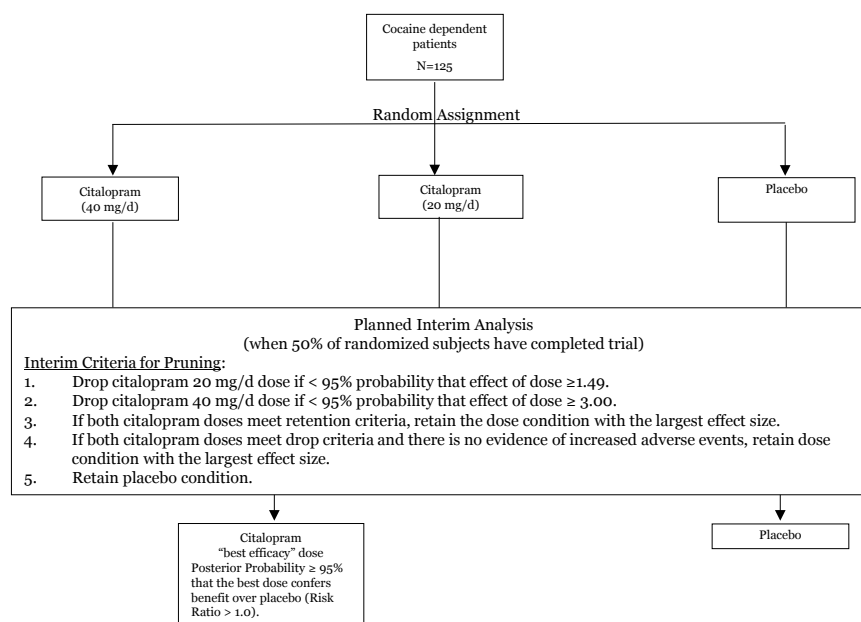 Cocaine dependent
patients
N=125
Random Assignment
Citalopram
(40 mg/d)
Citalopram
(20 mg/d)
Placebo
Planned Interim Analysis
(when 50% of randomized subjects have completed trial)
Interim Criteria for Pruning:
1. Drop citalopram 20 mg/d dose if < 95% probability that effect of dose ≥1.49.
2. Drop citalopram 40 mg/d dose if < 95% probability that effect of dose ≥ 3.00.
3. If both citalopram doses meet retention criteria, retain the dose condition with the largest effect size.
4. If both citalopram doses meet drop criteria and there is no evidence of increased adverse events, retain dose
condition with the largest effect size.
5. Retain placebo condition.
Citalopram
“best efficacy” dose
Posterior Probability ≥ 95%
that the best dose confers
benefit over placebo (Risk
Ratio > 1.0).
Placebo